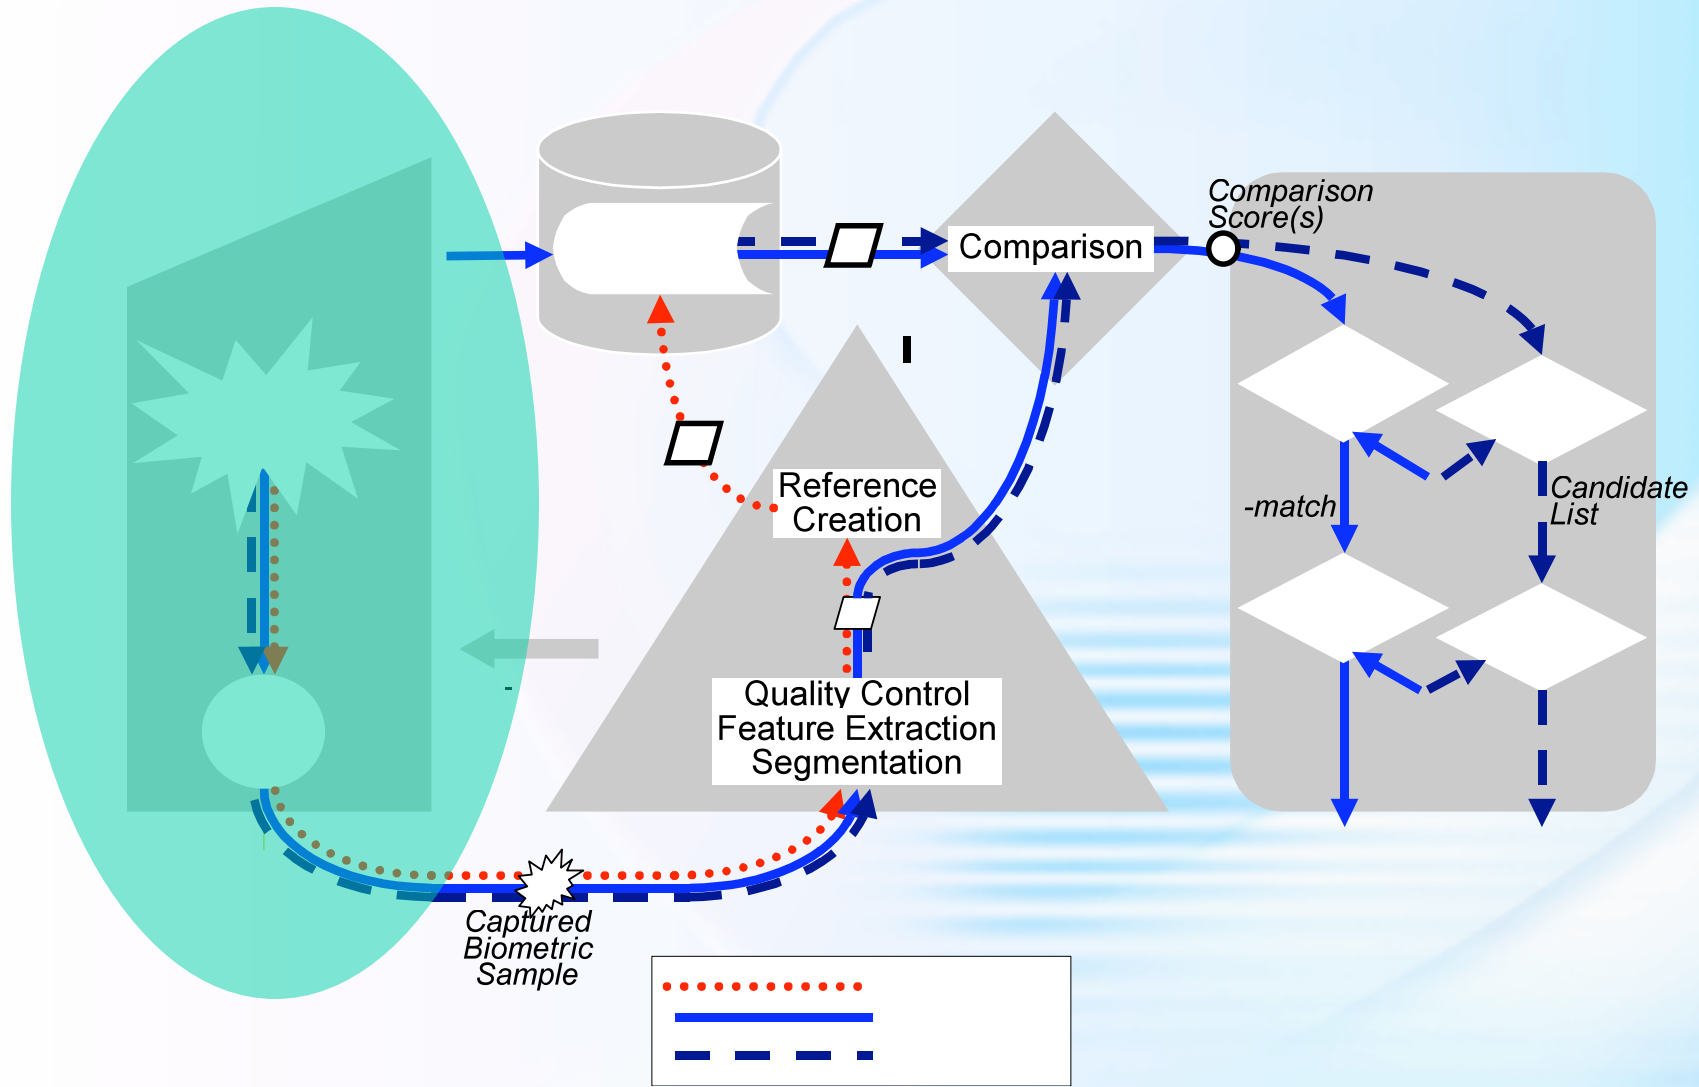 Comparison
Score(s)
Comparison
Reference
Creation
-match
Candidate
List
Quality Control
Feature Extraction
Segmentation
Captured
Biometric
Sample